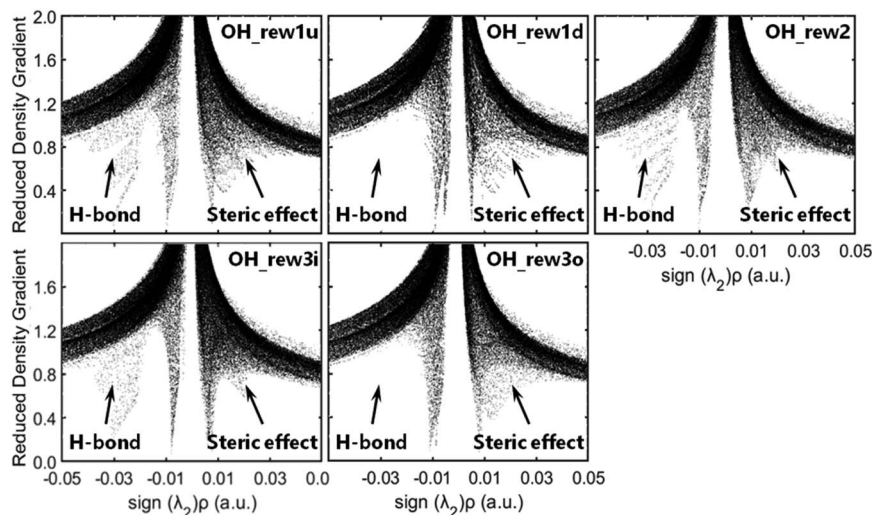 Reduced Density Gradient
2.0
1.6
1.2
0.8
0.4
OH_rew1u
H-bond
Steric effect
OH_rew1d
H-bond
Steric effect
OH_rew2
H-bond
Steric effect
-0.03 -0.01 0.01 0.03 0.05
sign (λ₂)ρ (a.u.)
Reduced Density Gradient
1.6
1.2
0.8
0.4
0.0
OH_rew3i
H-bond
Steric effect
-0.05 -0.03 -0.01 0.01 0.03 0.0
sign (λ₂)ρ (a.u.)
OH_rew3o
H-bond
Steric effect
-0.03 -0.01 0.01 0.03 0.05
sign (λ₂)ρ (a.u.)